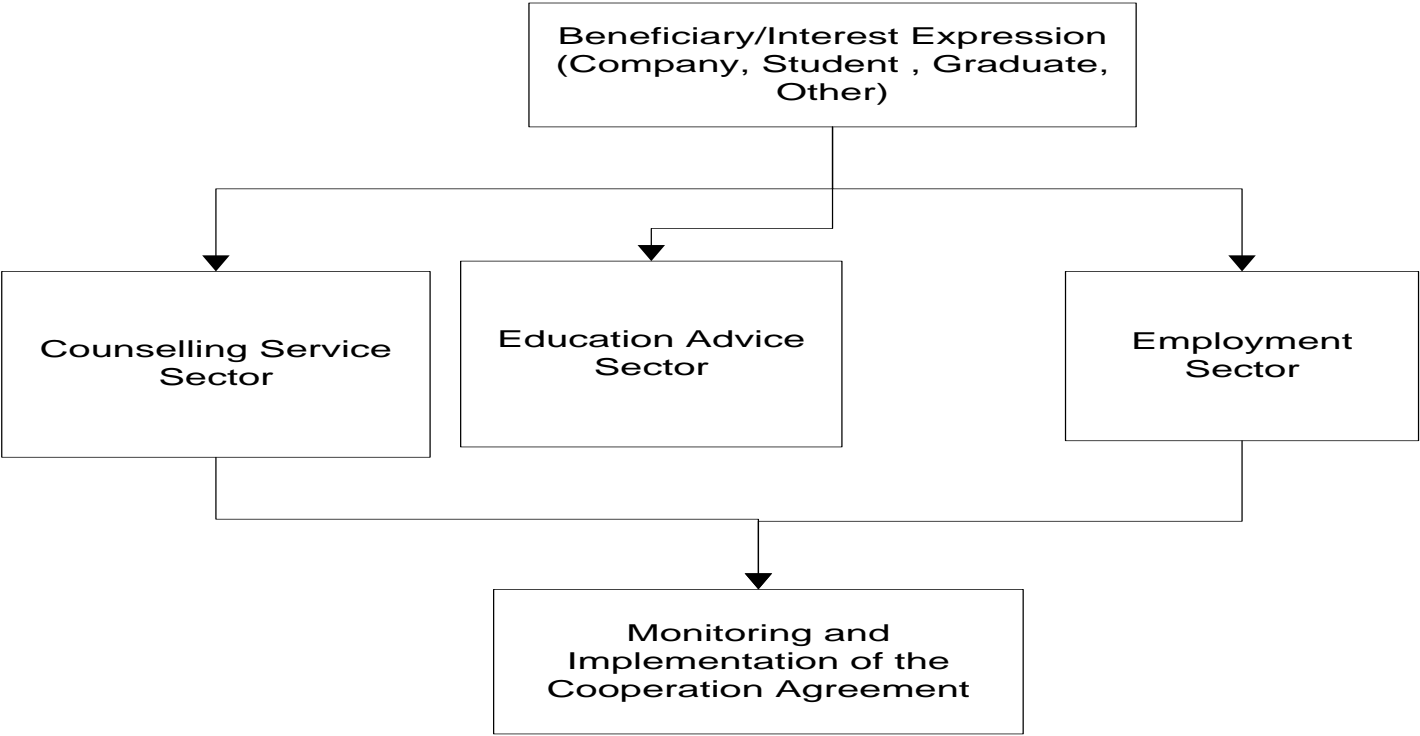 Beneficiary/Interest Expression
(Company, Student , Graduate,
Other)
Counselling Service
Sector
Education Advice
Sector
Employment
Sector
Monitoring and
Implementation of the
Cooperation Agreement